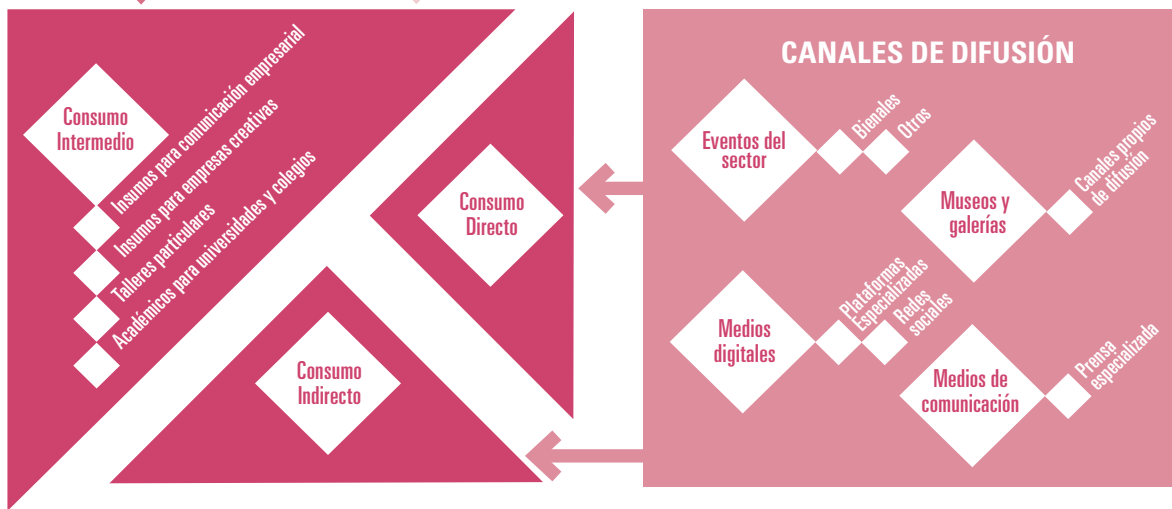 Consumo
Intermedio
Insumos para comunicación empresarial
Insumos para empresas creativas
Talleres particulares
Académicos para universidades y colegios
Consumo
Directo
Consumo
Indirecto
CANALES DE DIFUSIÓN
Eventos del
sector
Bienales
Otros
Museos y
galerías
Canales propios
de difusión
Medios
digitales
Plataformas
Especializadas
Redes
sociales
Medios de
comunicación
Prensa
especializada